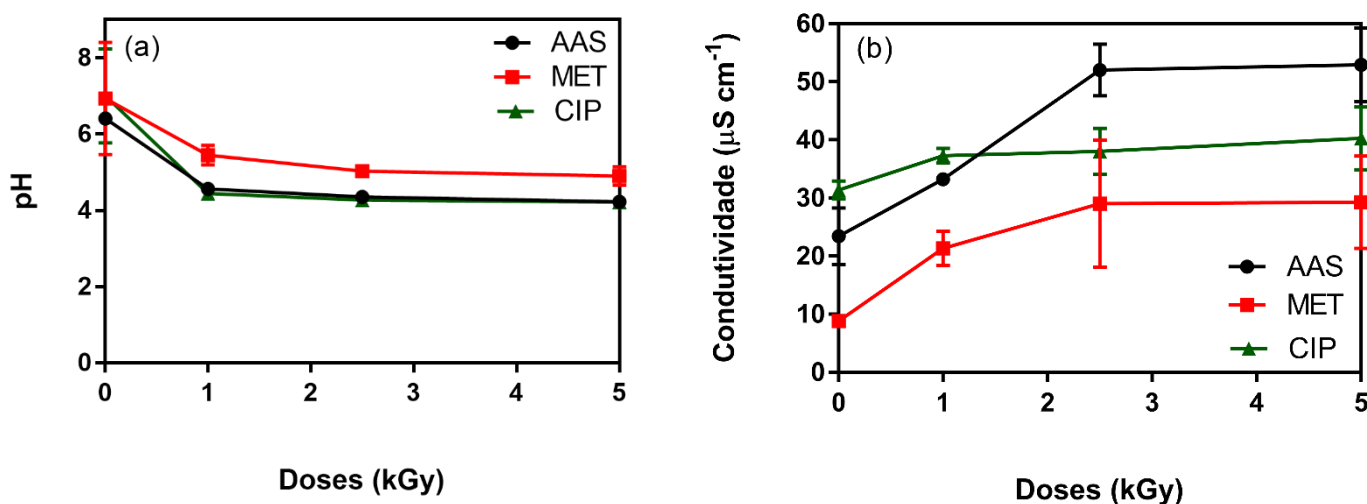 (a)
AAS
MET
CIP
8
6
4
2
0
pH
0 1 2 3 4 5
Doses (kGy)
(b)
60
50
40
30
20
10
0
Condutividade (µS cm⁻¹)
AAS
MET
CIP
0 1 2 3 4 5
Doses (kGy)